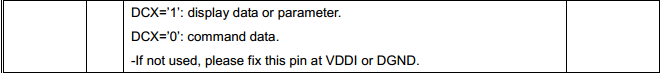 DCX='1': display data or parameter.
DCX='0': command data.
-If not used, please fix this pin at VDDI or DGND.